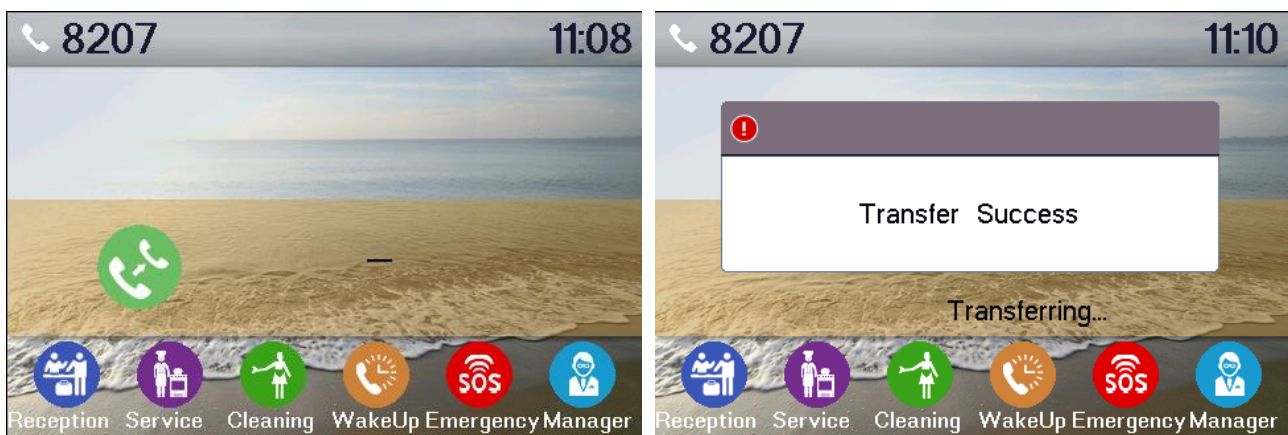 8207 11:08
Reception Service Cleaning WakeUp Emergency Manager
SOS
8207 11:10
Transfer Success
Transferring...
Reception Service Cleaning WakeUp Emergency Manager
SOS